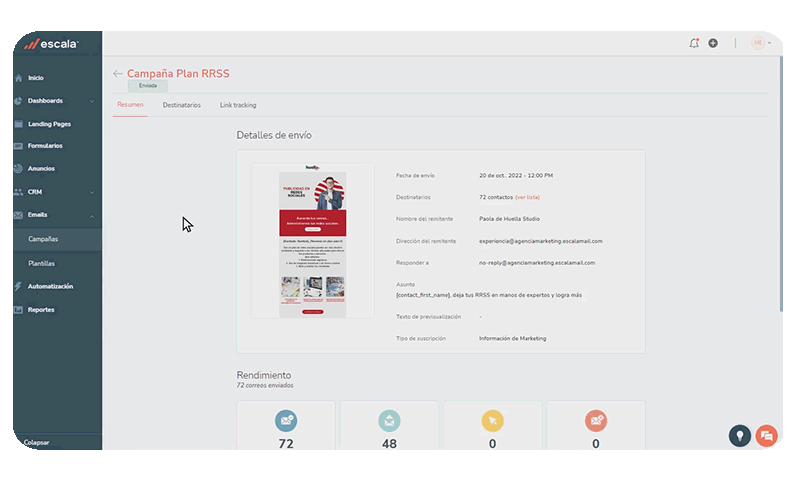 escala
ME
Inicio
Dashboards
Landing Pages
Formularios
Anuncios
CRM
Emails
Campañas
Plantillas
Automatización
Reportes
Colapsar
Campaña Plan RRSS
Enviada
Resumen Destinatarios Link tracking
Detalles de envío
huella
PUBLICIDAD EN
REDES
SOCIALES
Fecha de envío 20 de oct.. 2022 - 12:00 PM
Destinatarios 72 contactos (ver lista)
Nombre del remitente Paola de Huella Studio
Dirección del remitente experiencia@agenciamarketing.escalamail.com
Responder a no-reply@agenciamarketing.escalamail.com
Asunto
[contact_first_name], deja tus RRSS en manos de expertos y logra más
Texto de previsualización -
Tipo de suscripción Información de Marketing
Rendimiento
72 correos enviados
72 48 0 0